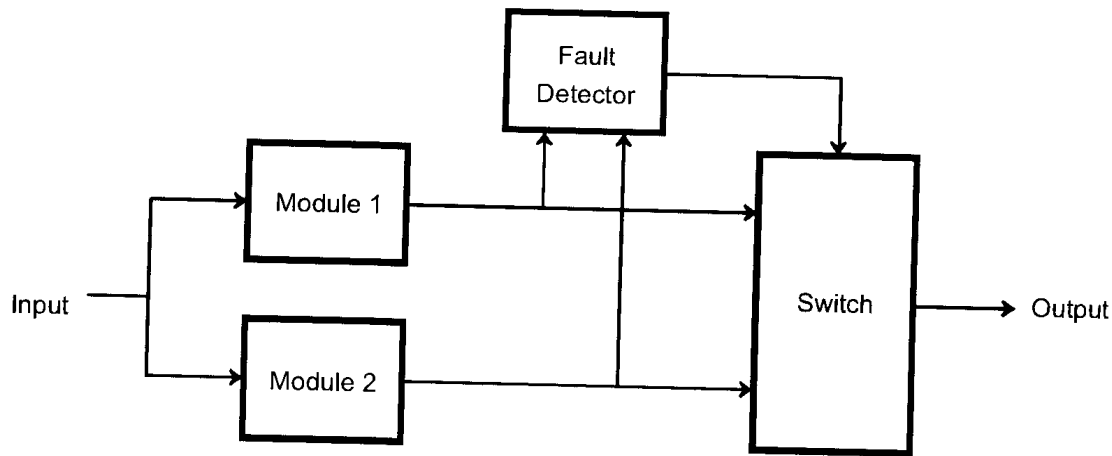 Fault
Detector
Module 1
Input
Switch
Output
Module 2